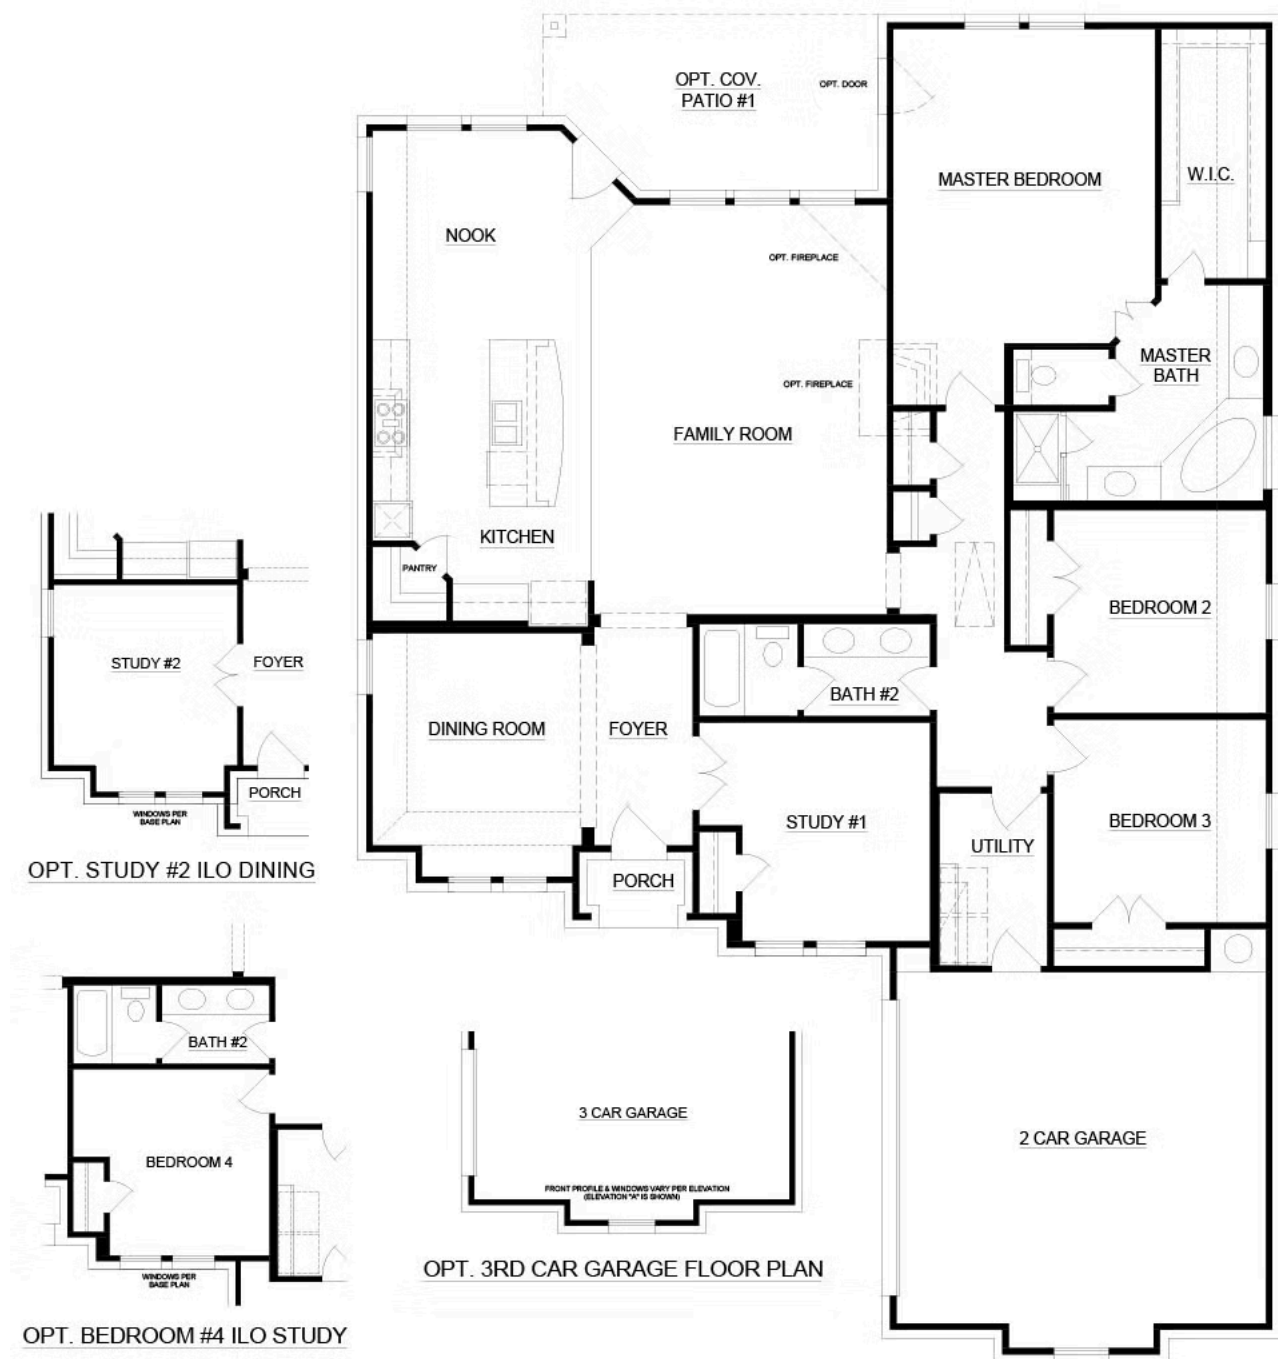 OPT. COV.
PATIO #1
OPT. DOOR
MASTER BEDROOM
W.I.C.
NOOK
OPT. FIREPLACE
MASTER
BATH
OPT. FIREPLACE
FAMILY ROOM
KITCHEN
PANTRY
BEDROOM 2
STUDY #2
FOYER
BATH #2
DINING ROOM
FOYER
PORCH
WINDOWS PER
BASE PLAN
STUDY #1
BEDROOM 3
UTILITY
OPT. STUDY #2 ILO DINING
PORCH
BATH #2
3 CAR GARAGE
2 CAR GARAGE
BEDROOM 4
FRONT PROFILE & WINDOWS VARY PER ELEVATION
(ELEVATION "A" IS SHOWN)
OPT. 3RD CAR GARAGE FLOOR PLAN
WINDOWS PER
BASE PLAN
OPT. BEDROOM #4 ILO STUDY